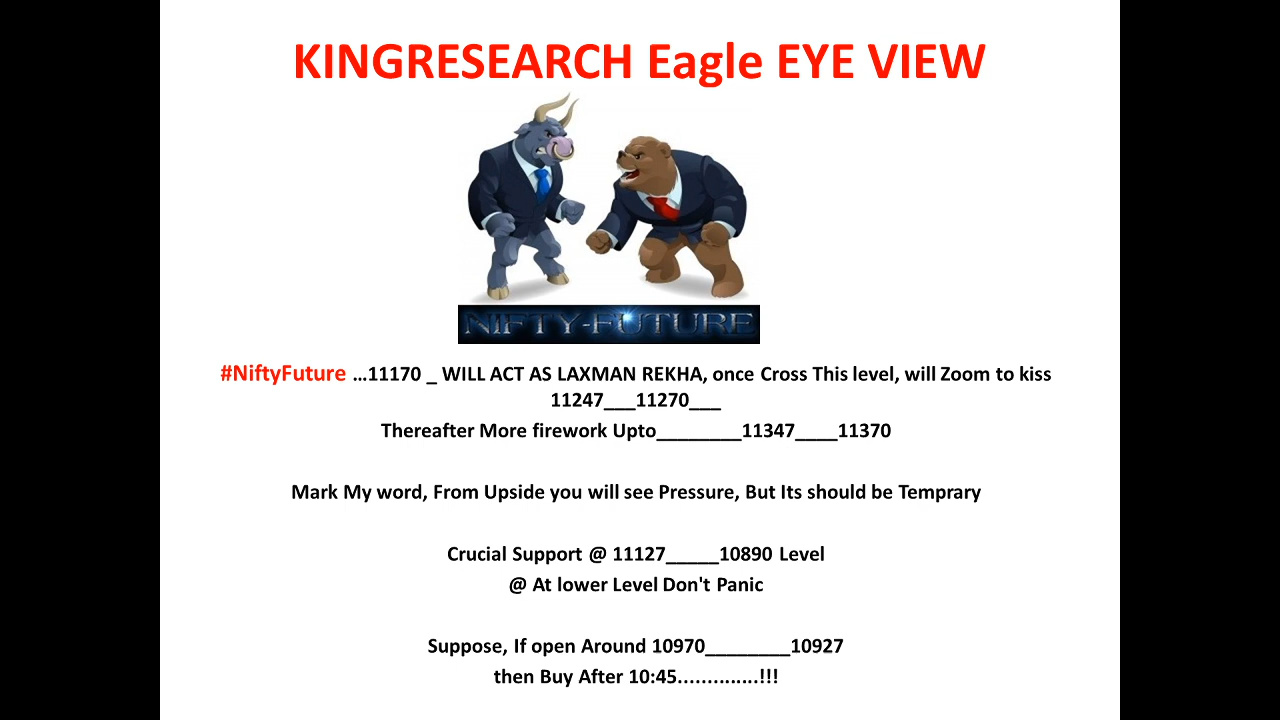 KINGRESEARCH Eagle EYE VIEW
NIFTY-FUTURE
#NiftyFuture ...11170 _ WILL ACT AS LAXMAN REKHA, once Cross This level, will Zoom to kiss
11247___11270___
Thereafter More firework Upto________11347____11370
Mark My word, From Upside you will see Pressure, But Its should be Temprary
Crucial Support @ 11127_____10890 Level
@ At lower Level Don't Panic
Suppose, If open Around 10970________10927
then Buy After 10:45..............!!!